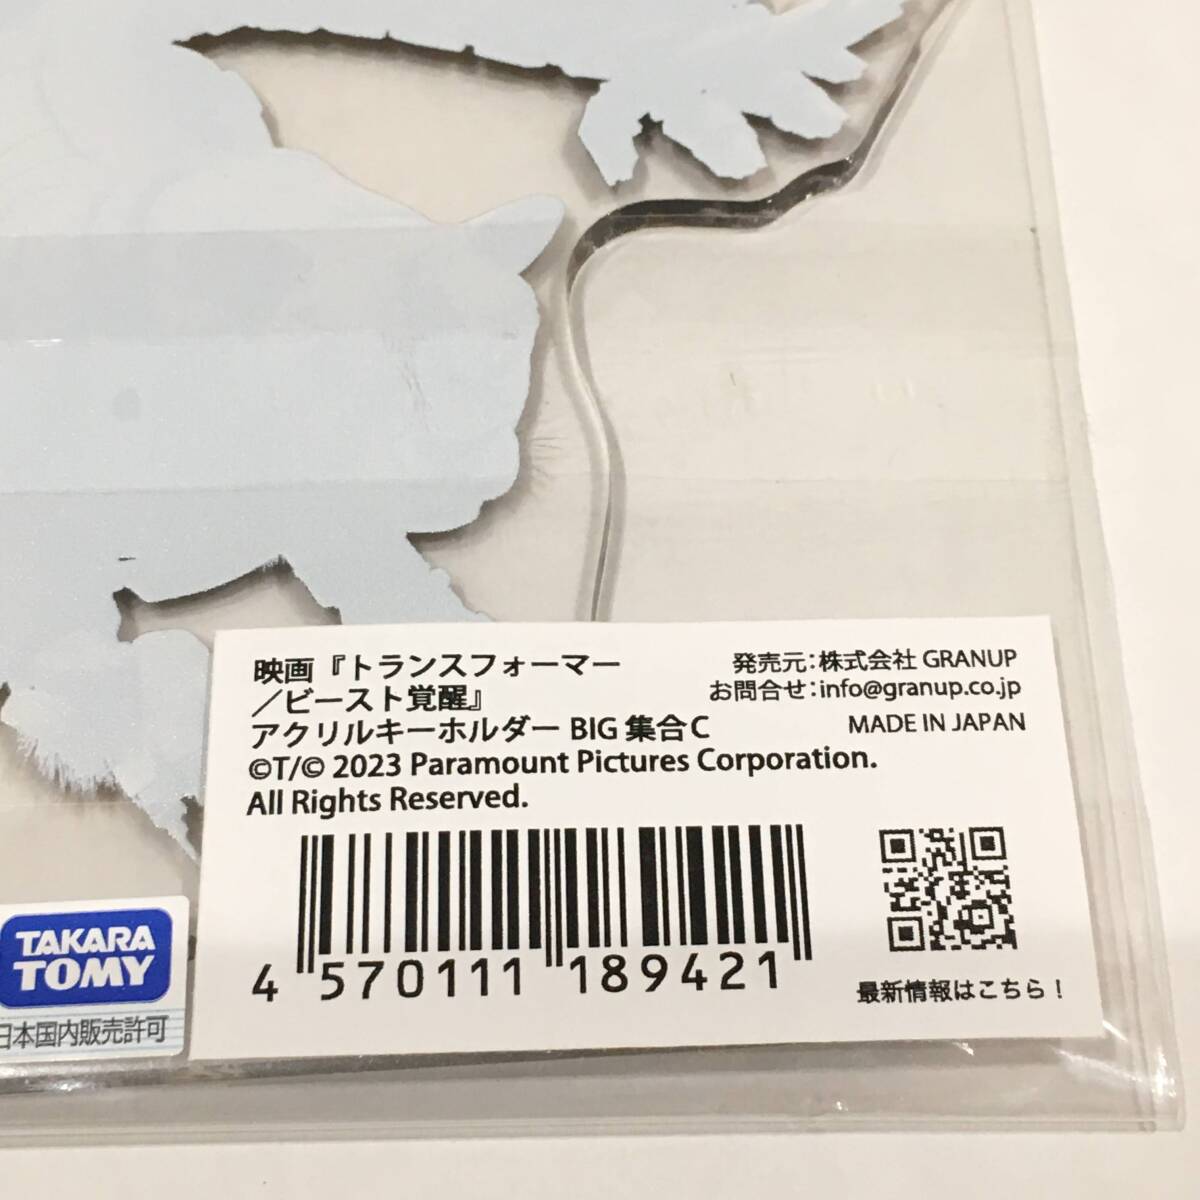 映画『トランスフォーマー
／ビースト覚醒』
アクリルキーホルダー BIG 集合C
©T/© 2023 Paramount Pictures Corporation.
All Rights Reserved.
発売元：株式会社 GRANUP
お問合せ：info@granup.co.jp
MADE IN JAPAN
4 570111 189421
最新情報はこちら！
TAKARA
TOMY
日本国内販売許可